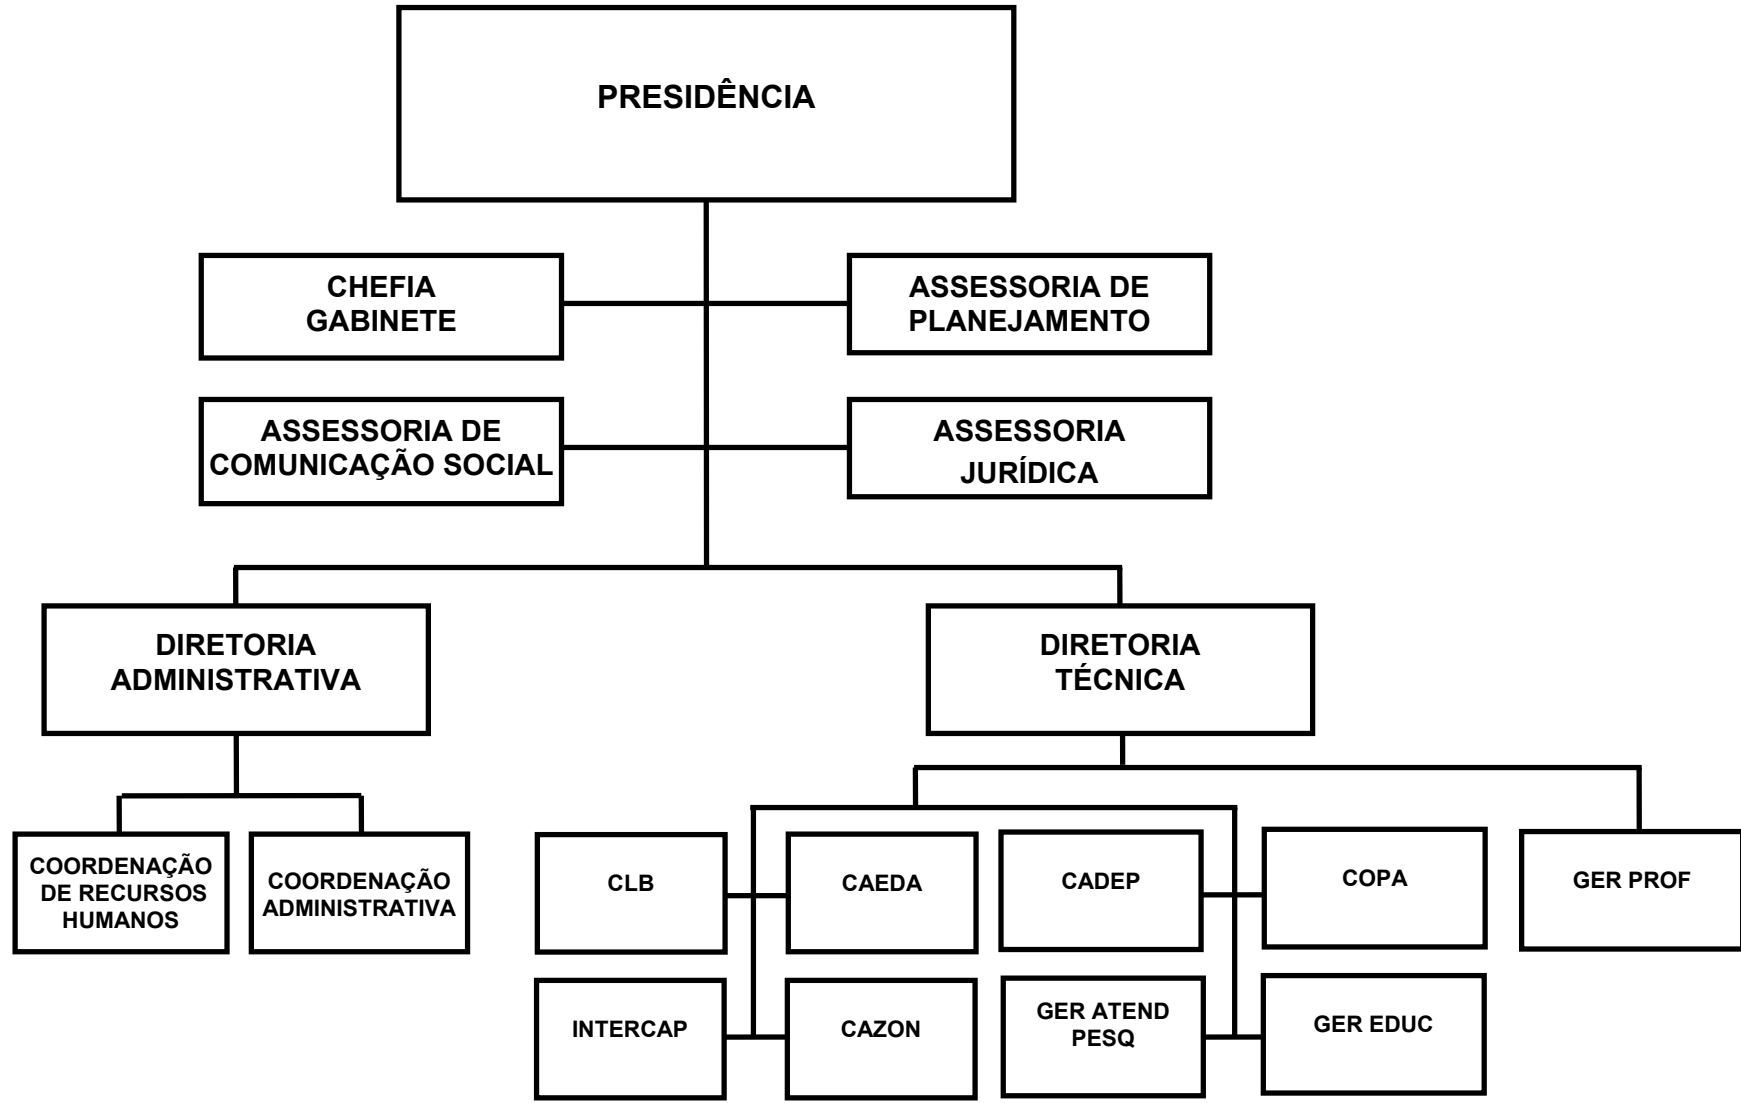 PRESIDÊNCIA
CHEFIA
GABINETE
ASSESSORIA DE
PLANEJAMENTO
ASSESSORIA DE
COMUNICAÇÃO SOCIAL
ASSESSORIA
JURÍDICA
DIRETORIA
ADMINISTRATIVA
DIRETORIA
TÉCNICA
COORDENAÇÃO
DE RECURSOS
HUMANOS
COORDENAÇÃO
ADMINISTRATIVA
CLB
CAEDA
CADEP
COPA
GER PROF
INTERCAP
CAZON
GER ATEND
PESQ
GER EDUC